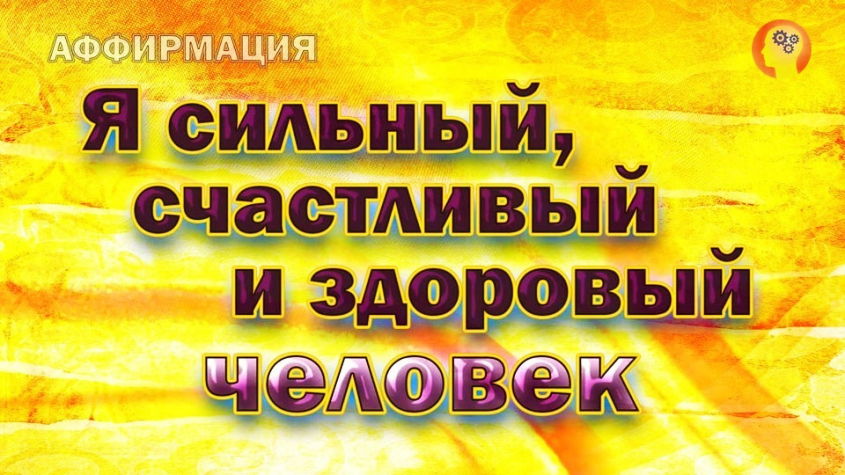 АФФИРМАЦИЯ
Я сильный,
счастливый
и здоровый
человек